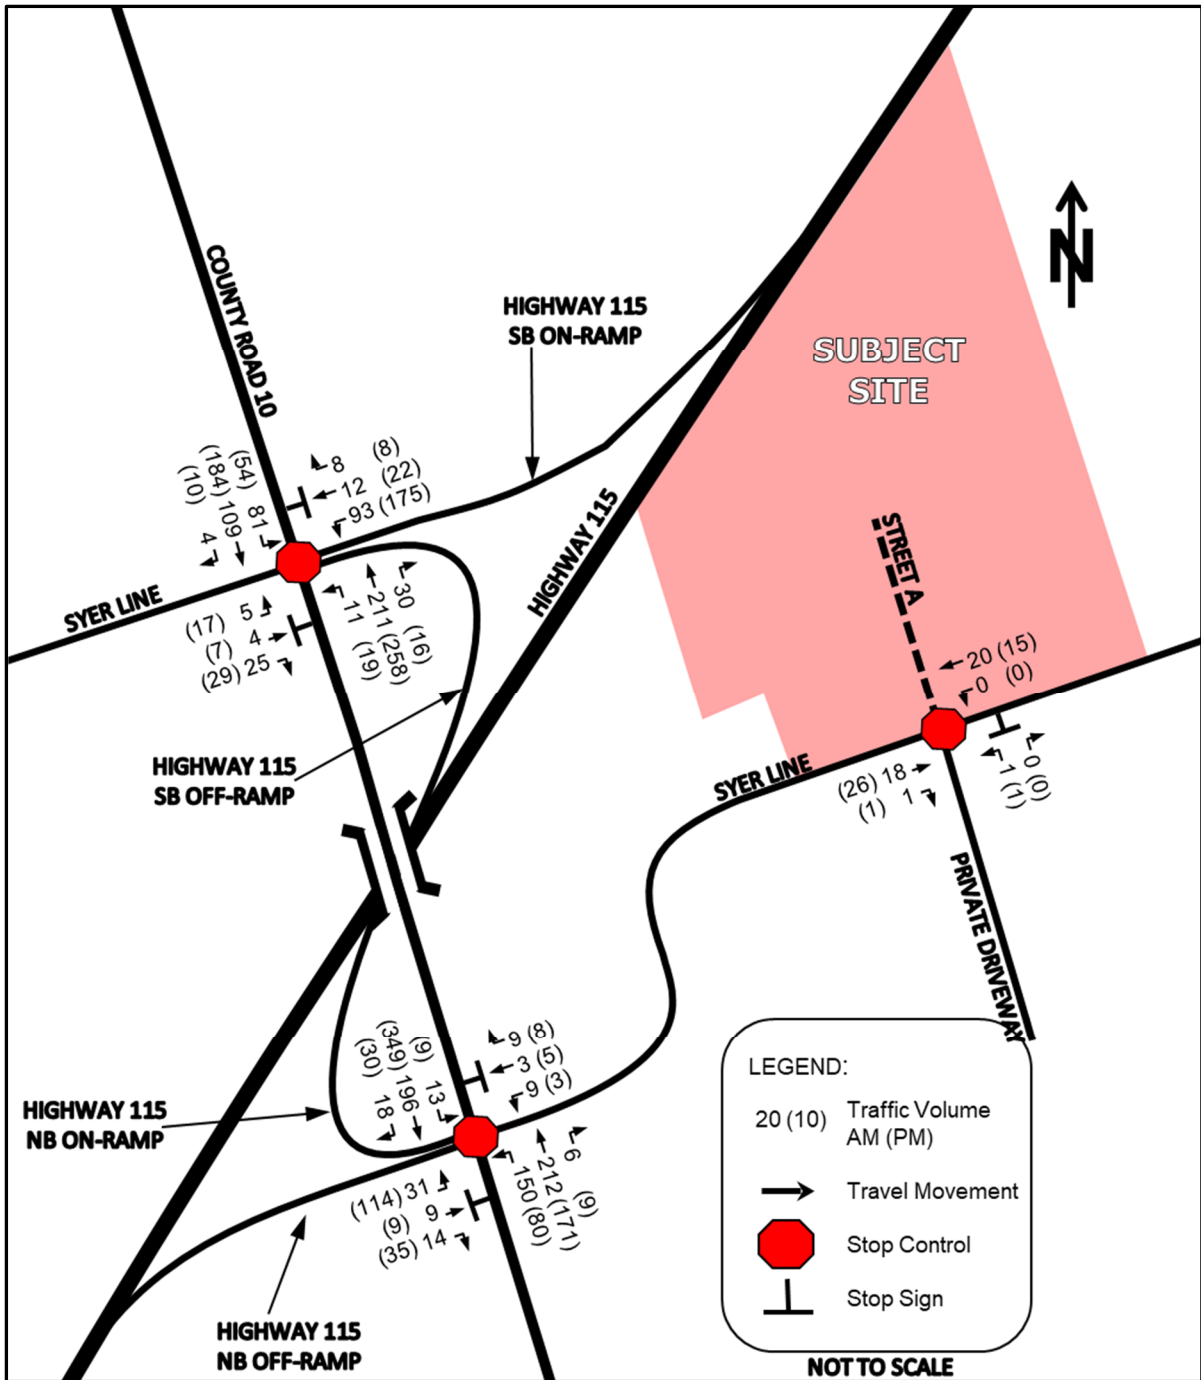 COUNTY ROAD 10
HIGHWAY 115
SB ON-RAMP
SUBJECT
SITE
N
HIGHWAY 115
STREET A
(54) 81
(184) 109
(10) 4
8 (8)
12 (22)
93 (175)
SYER LINE
(17) 5
(7) 4
(29) 25
30 (16)
211 (258)
11 (19)
20 (15)
0 (0)
HIGHWAY 115
SB OFF-RAMP
SYER LINE
(26) 18
(1) 1
0 (0)
1 (1)
PRIVATE DRIVEWAY
(9) 13
(349) 196
(30) 18
9 (8)
3 (5)
9 (3)
HIGHWAY 115
NB ON-RAMP
(114) 31
(9) 9
(35) 14
6 (9)
212 (171)
150 (80)
HIGHWAY 115
NB OFF-RAMP
LEGEND:
20 (10) Traffic Volume
AM (PM)
Travel Movement
Stop Control
Stop Sign
NOT TO SCALE